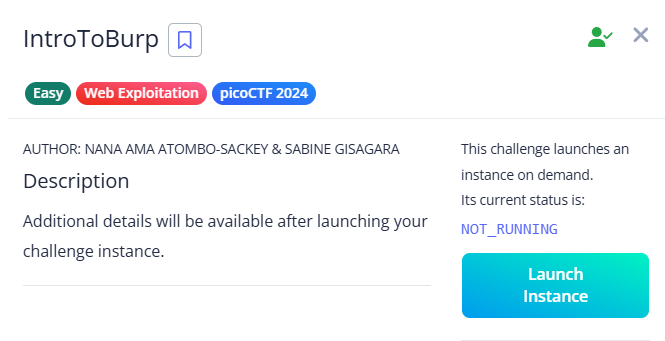 IntroToBurp
Easy Web Exploitation picoCTF 2024
AUTHOR: NANA AMA ATOMBO-SACKEY & SABINE GISAGARA
Description
Additional details will be available after launching your
challenge instance.
This challenge launches an
instance on demand.
Its current status is:
NOT_RUNNING
Launch
Instance